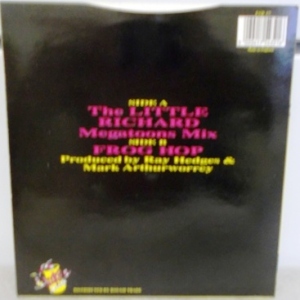 SIDE A
The LITTLE
RICHARD
Megatoons Mix
SIDE B
FROG HOP
Produced by Ray Hedges &
Mark Arthurworrey